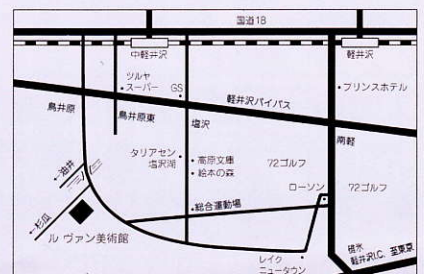 国道18
中軽井沢
軽井沢
ツルヤ
スーパー
GS
プリンスホテル
鳥井原
鳥井原東
軽井沢バイパス
塩沢
南軽
タリアセン
塩沢湖
高原文庫
絵本の森
72ゴルフ
72ゴルフ
←油井
ローソン
総合運動場
←杉瓜
ル ヴァン美術館
レイク
ニュータウン
碓氷
軽井沢I.C. 至東京